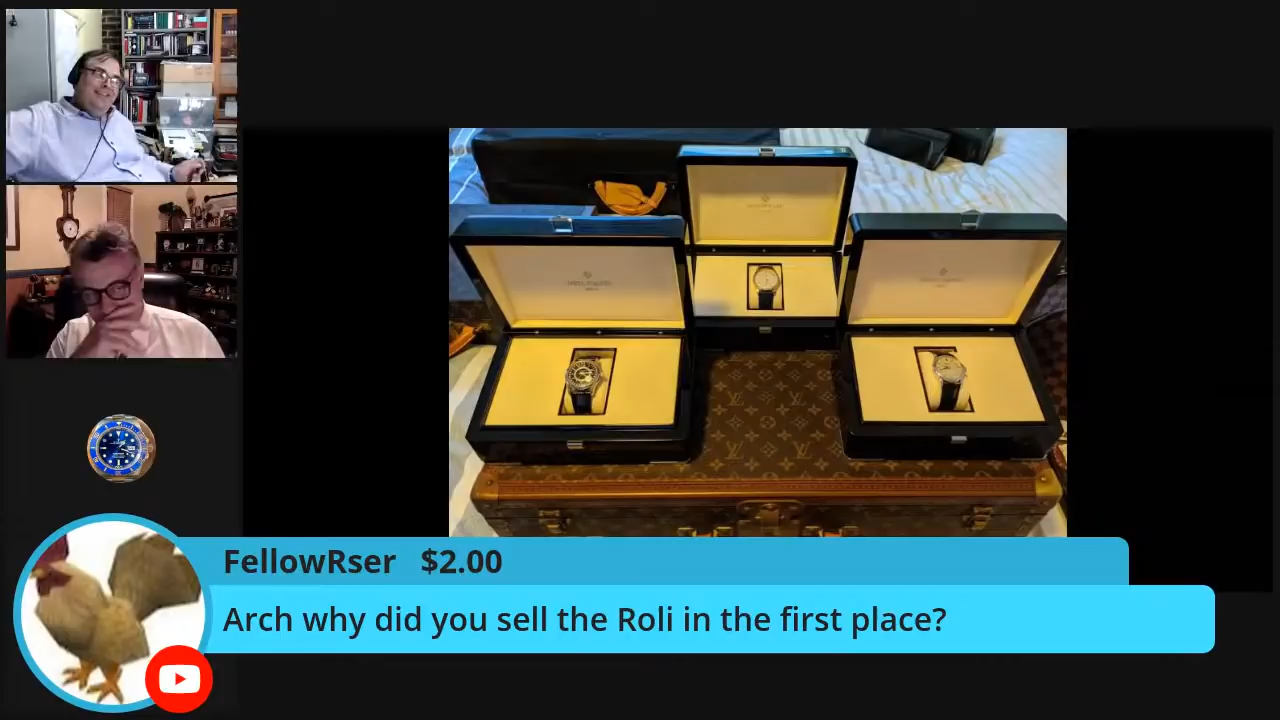 FellowRser $2.00
Arch why did you sell the Roli in the first place?